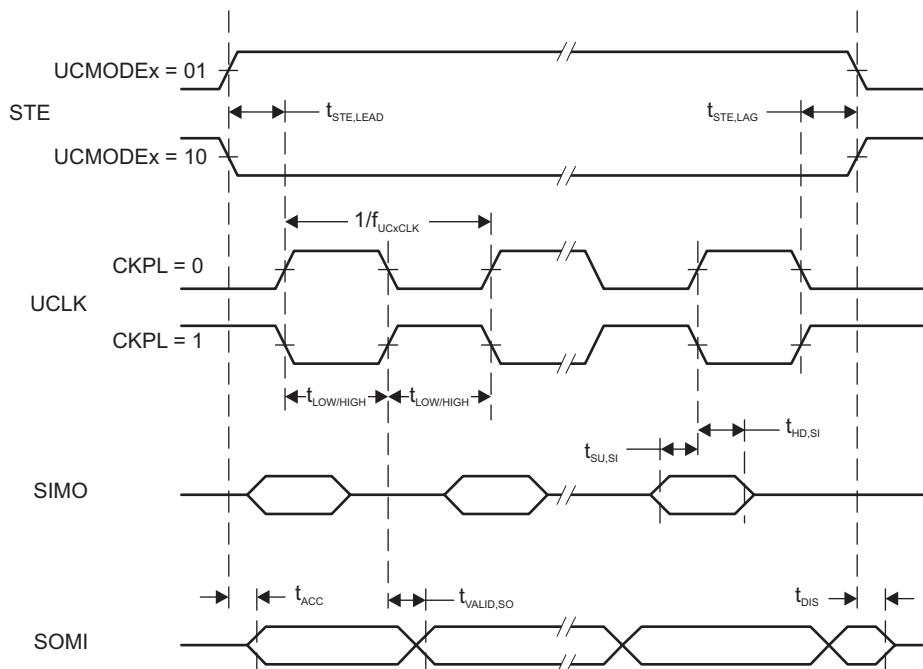 UCMODEx = 01
STE
t_STE,LEAD
t_STE,LAG
UCMODEx = 10
1/f_UCxCLK
CKPL = 0
UCLK
CKPL = 1
t_LOW/HIGH
t_LOW/HIGH
t_SU,SI
t_HD,SI
SIMO
t_ACC
t_VALID,SO
t_DIS
SOMI